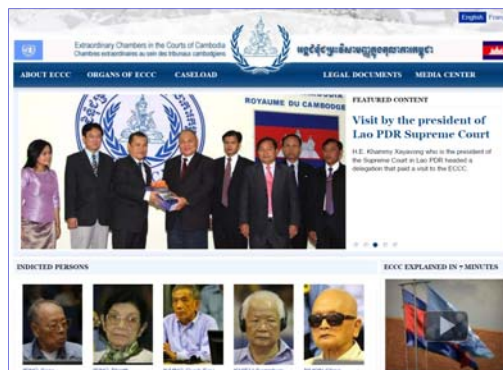 English
Extraordinary Chambers in the Courts of Cambodia
Chambres extraordinaires au sein des tribunaux cambodgiens
អង្គជំនុំជម្រះវិសាមញ្ញក្នុងតុលាការកម្ពុជា
ABOUT ECCC
ORGANS OF ECCC
CASELOAD
LEGAL DOCUMENTS
MEDIA CENTER
ROYAUME DU CAMBODGE
FEATURED CONTENT
Visit by the president of
Lao PDR Supreme Court
H.E. Khammy Xayavong who is the president of
the Supreme Court in Lao PDR headed a
delegation that paid a visit to the ECCC.
INDICTED PERSONS
ECCC EXPLAINED IN 7 MINUTES